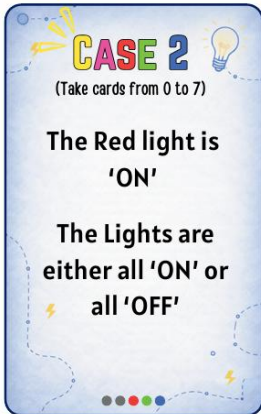 CASE 2
(Take cards from 0 to 7)
The Red light is
'ON'
The Lights are
either all 'ON' or
all 'OFF'